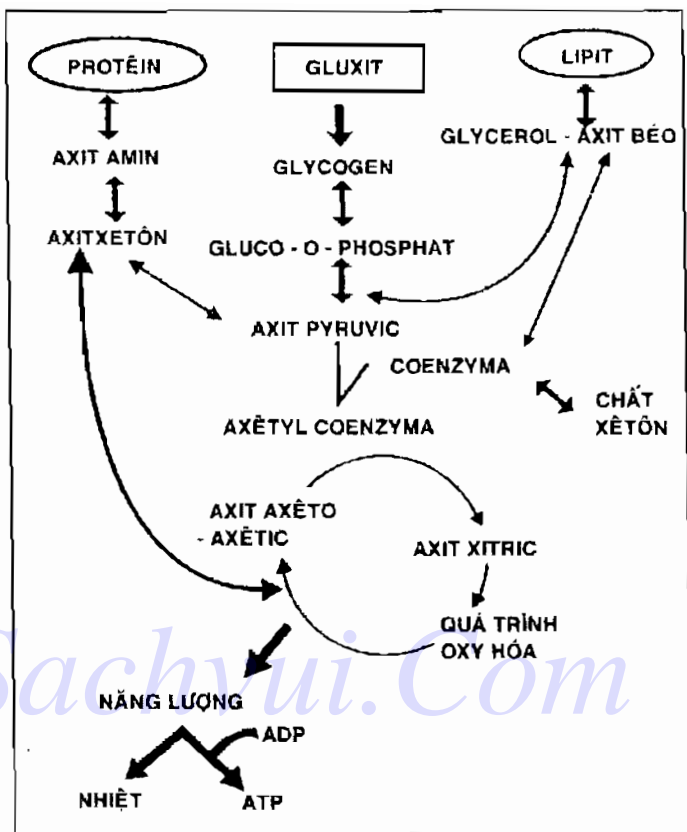 PROTÊIN
GLUXIT
LIPIT
AXIT AMIN
GLYCOGEN
GLYCEROL - AXIT BÉO
AXITXETÔN
GLUCO - O - PHOSPHAT
AXIT PYRUVIC
COENZYMA
CHẤT
XÊTÔN
AXÊTYL COENZYMA
AXIT AXÊTO
- AXÊTIC
AXIT XITRIC
QUÁ TRÌNH
OXY HÓA
Sachvui.Com
NĂNG LƯỢNG
ADP
NHIỆT
ATP